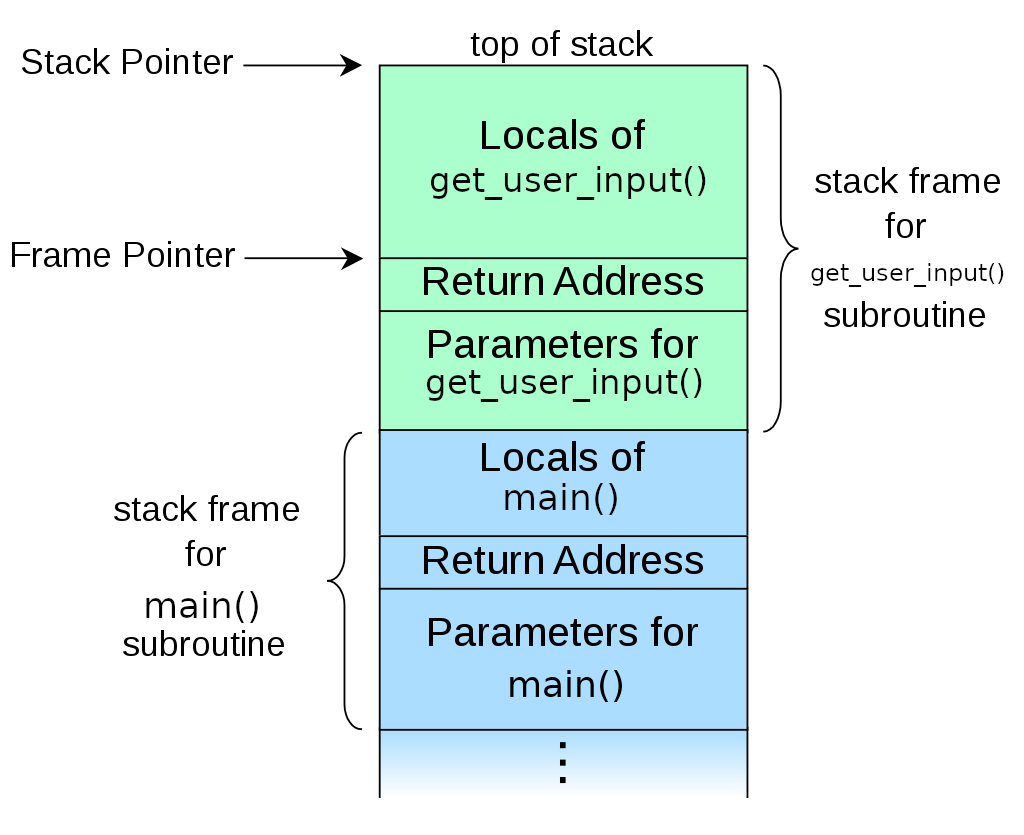 top of stack
Stack Pointer
Locals of
get_user_input()
stack frame
for
get_user_input()
subroutine
Frame Pointer
Return Address
Parameters for
get_user_input()
Locals of
main()
stack frame
for
main()
subroutine
Return Address
Parameters for
main()
⋮